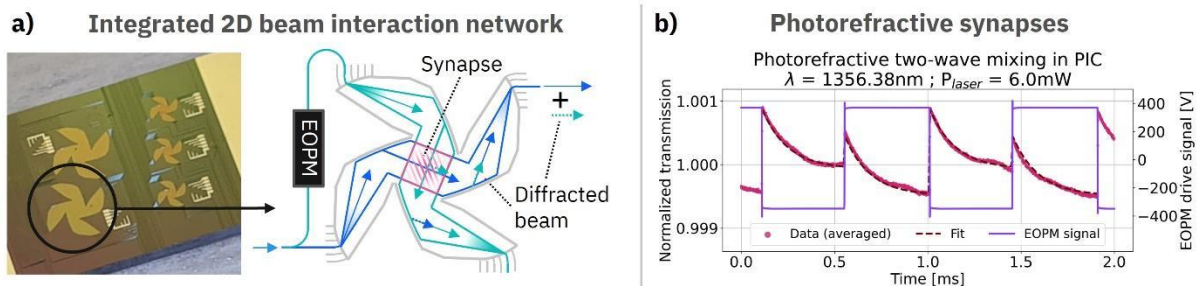 a) Integrated 2D beam interaction network
EOPM
Synapse
+
Diffracted
beam
b) Photorefractive synapses
Photorefractive two-wave mixing in PIC
λ = 1356.38nm ; P_laser = 6.0mW
Normalized transmission
1.001
1.000
0.999
400
200
0
−200
−400
EOPM drive signal [V]
Data (averaged) Fit EOPM signal
0.0 0.5 1.0 1.5 2.0
Time [ms]